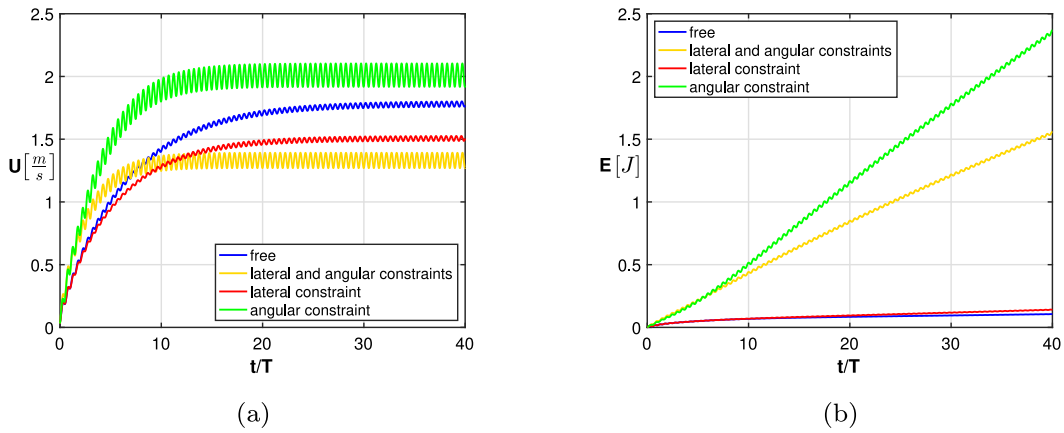 2.5
2
1.5
1
0.5
0
U[m/s]
0 10 20 30 40
t/T
free
lateral and angular constraints
lateral constraint
angular constraint
(a)
2.5
2
1.5
1
0.5
0
E[J]
0 10 20 30 40
t/T
free
lateral and angular constraints
lateral constraint
angular constraint
(b)